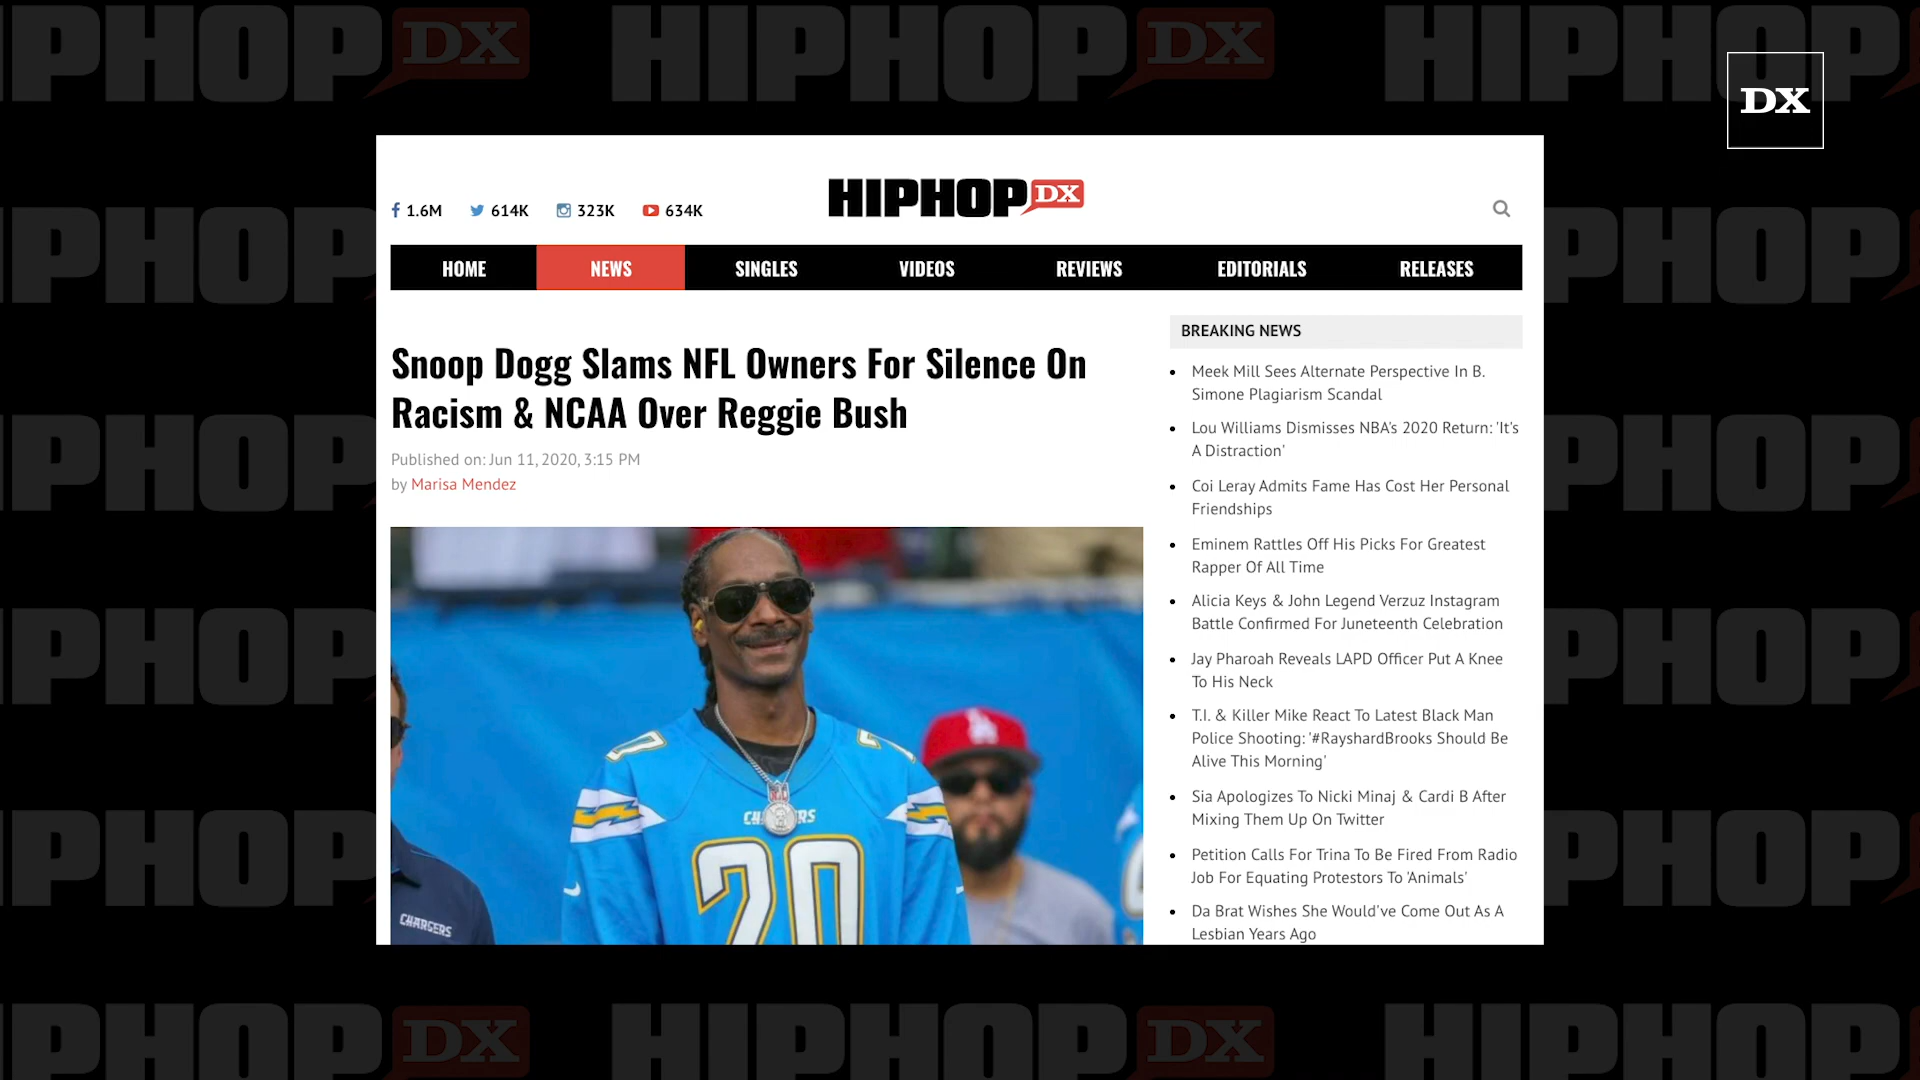 HIPHOP DX
HIPHOP DX
HIPHOP
DX
1.6M 614K 323K 634K
HIPHOP DX
HOME NEWS SINGLES VIDEOS REVIEWS EDITORIALS RELEASES
Snoop Dogg Slams NFL Owners For Silence On
Racism & NCAA Over Reggie Bush
Published on: Jun 11, 2020, 3:15 PM
by Marisa Mendez
20
CHARGERS
BREAKING NEWS
Meek Mill Sees Alternate Perspective In B.
Simone Plagiarism Scandal
Lou Williams Dismisses NBA's 2020 Return: 'It's
A Distraction'
Coi Leray Admits Fame Has Cost Her Personal
Friendships
Eminem Rattles Off His Picks For Greatest
Rapper Of All Time
Alicia Keys & John Legend Verzuz Instagram
Battle Confirmed For Juneteenth Celebration
Jay Pharoah Reveals LAPD Officer Put A Knee
To His Neck
T.I. & Killer Mike React To Latest Black Man
Police Shooting: '#RayshardBrooks Should Be
Alive This Morning'
Sia Apologizes To Nicki Minaj & Cardi B After
Mixing Them Up On Twitter
Petition Calls For Trina To Be Fired From Radio
Job For Equating Protestors To 'Animals'
Da Brat Wishes She Would've Come Out As A
Lesbian Years Ago
HIPHOP DX
HIPHOP DX
HIPHOP